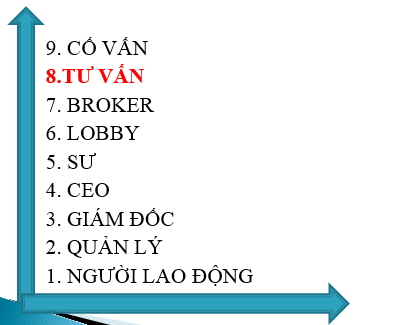 9. CỐ VẤN
8.TƯ VẤN
7. BROKER
6. LOBBY
5. SƯ
4. CEO
3. GIÁM ĐỐC
2. QUẢN LÝ
1. NGƯỜI LAO ĐỘNG